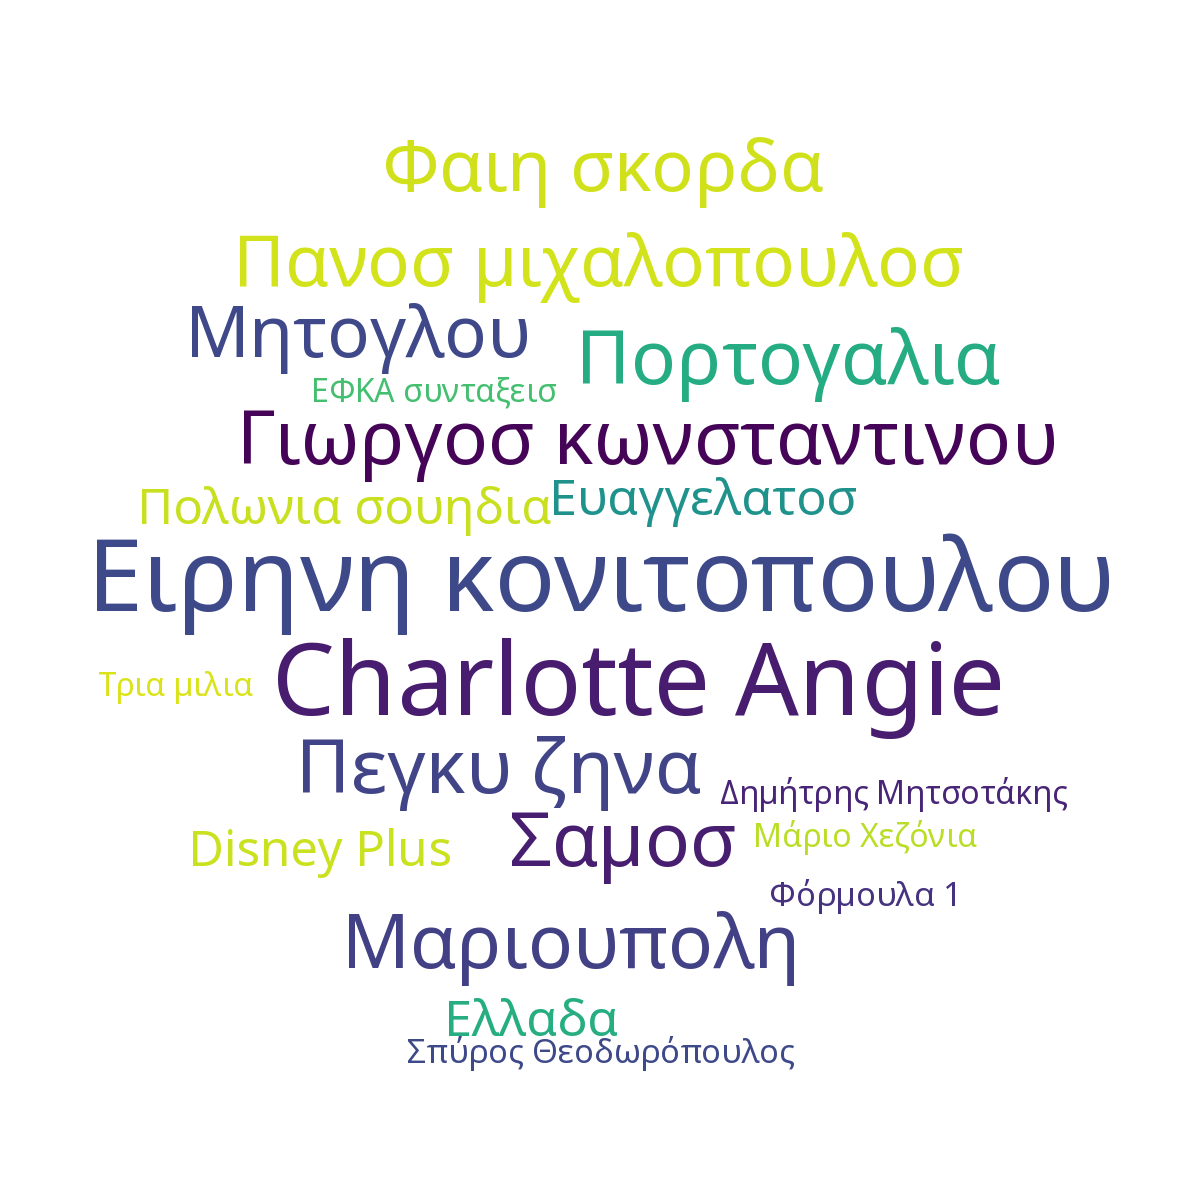 Φαιη σκορδα
Πανοσ μιχαλοπουλοσ
Μητογλου
Πορτογαλια
ΕΦΚΑ συνταξεισ
Γιωργοσ κωνσταντινου
Πολωνια σουηδια
Ευαγγελατοσ
Ειρηνη κονιτοπουλου
Charlotte Angie
Τρια μιλια
Πεγκυ ζηνα
Δημήτρης Μητσοτάκης
Disney Plus
Σαμοσ
Μάριο Χεζόνια
Φόρμουλα 1
Μαριουπολη
Ελλαδα
Σπύρος Θεοδωρόπουλος